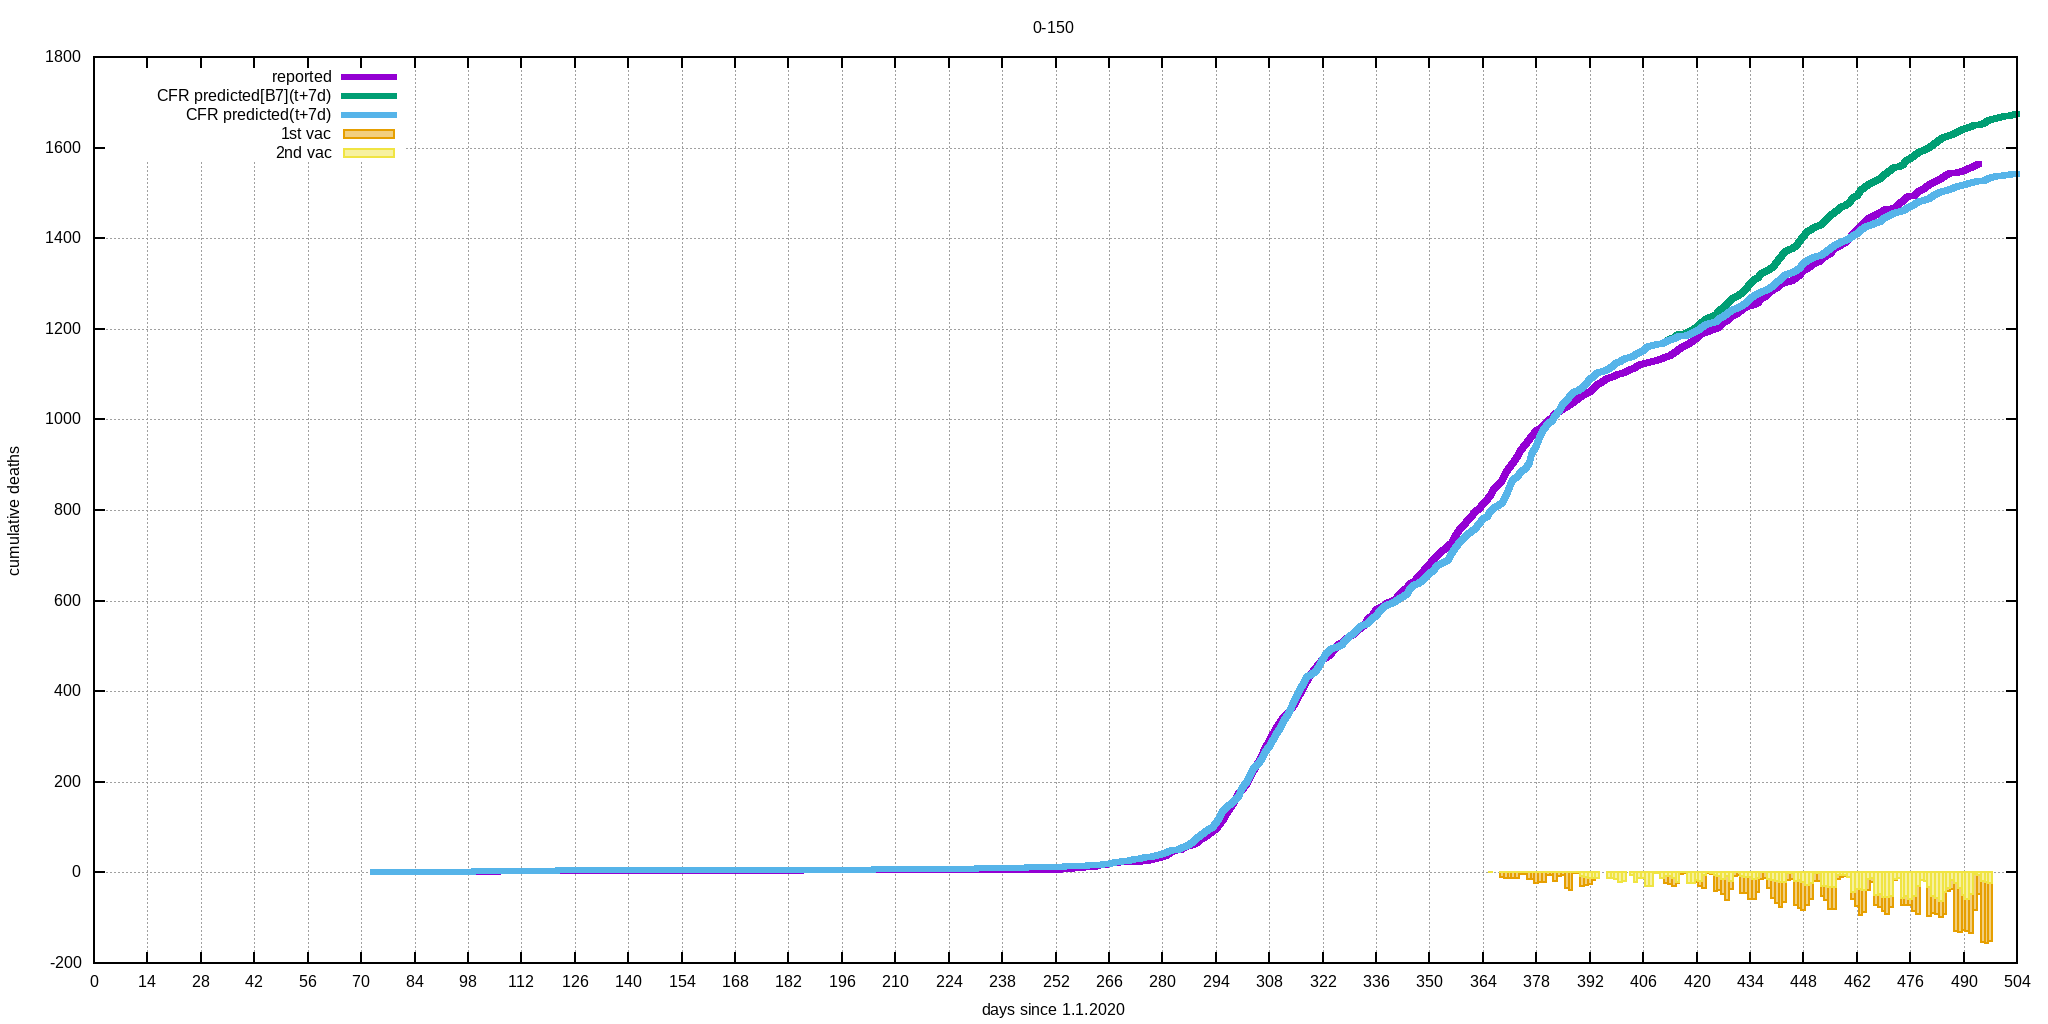 0-150
1800
1600
1400
1200
1000
800
600
400
200
0
-200
reported
CFR predicted[B7](t+7d)
CFR predicted(t+7d)
1st vac
2nd vac
cumulative deaths
0 14 28 42 56 70 84 98 112 126 140 154 168 182 196 210 224 238 252 266 280 294 308 322 336 350 364 378 392 406 420 434 448 462 476 490 504
days since 1.1.2020